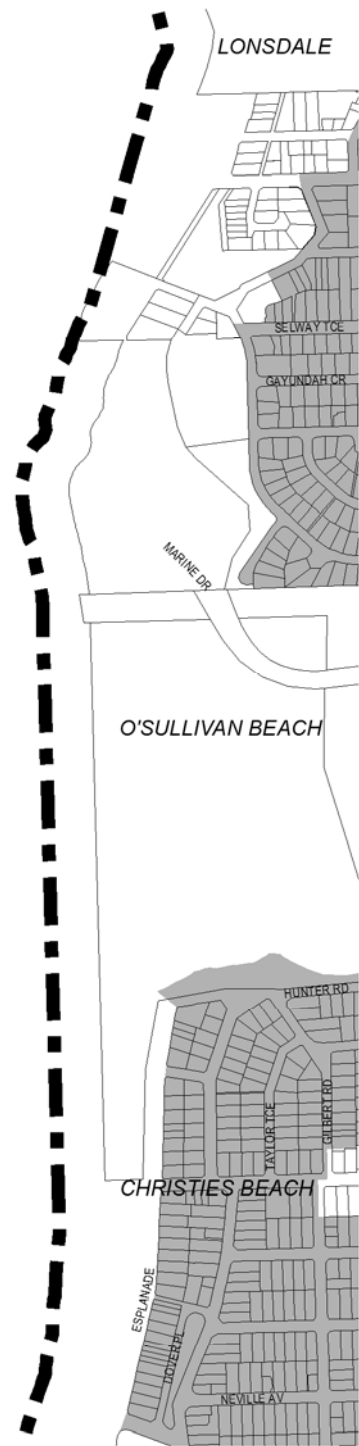 LONSDALE
SELWAY TCE
GAYUNDAH CR
MARINE DR
O'SULLIVAN BEACH
HUNTER RD
TAYLOR TCE
GILBERT RD
CHRISTIES BEACH
ESPLANADE
DOVER PL
NEVILLE AV